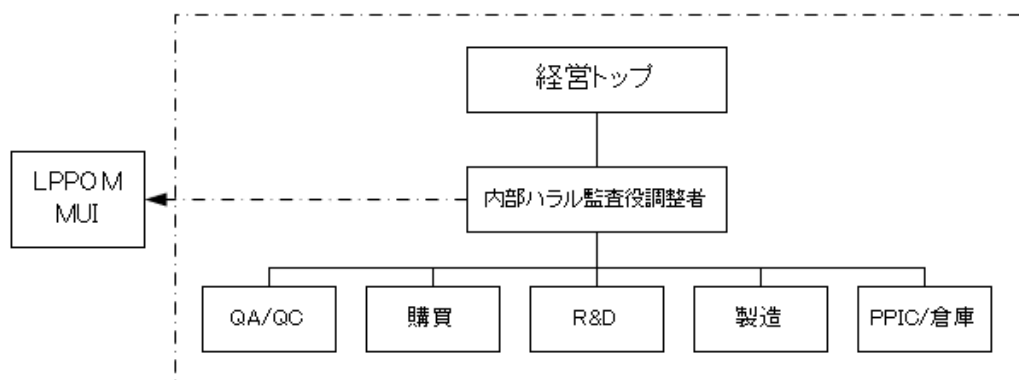 経営トップ
LPPOM
MUI
内部ハラル監査役調整者
QA/QC
購買
R&D
製造
PPIC/倉庫